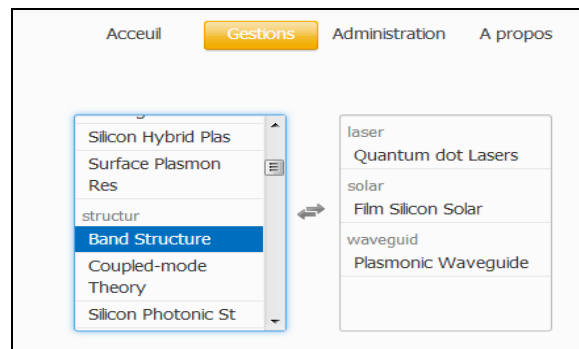 Acceuil Gestions Administration A propos
Silicon Hybrid Plas
Surface Plasmon
Res
structur
Band Structure
Coupled-mode
Theory
Silicon Photonic St
laser
Quantum dot Lasers
solar
Film Silicon Solar
waveguid
Plasmonic Waveguide